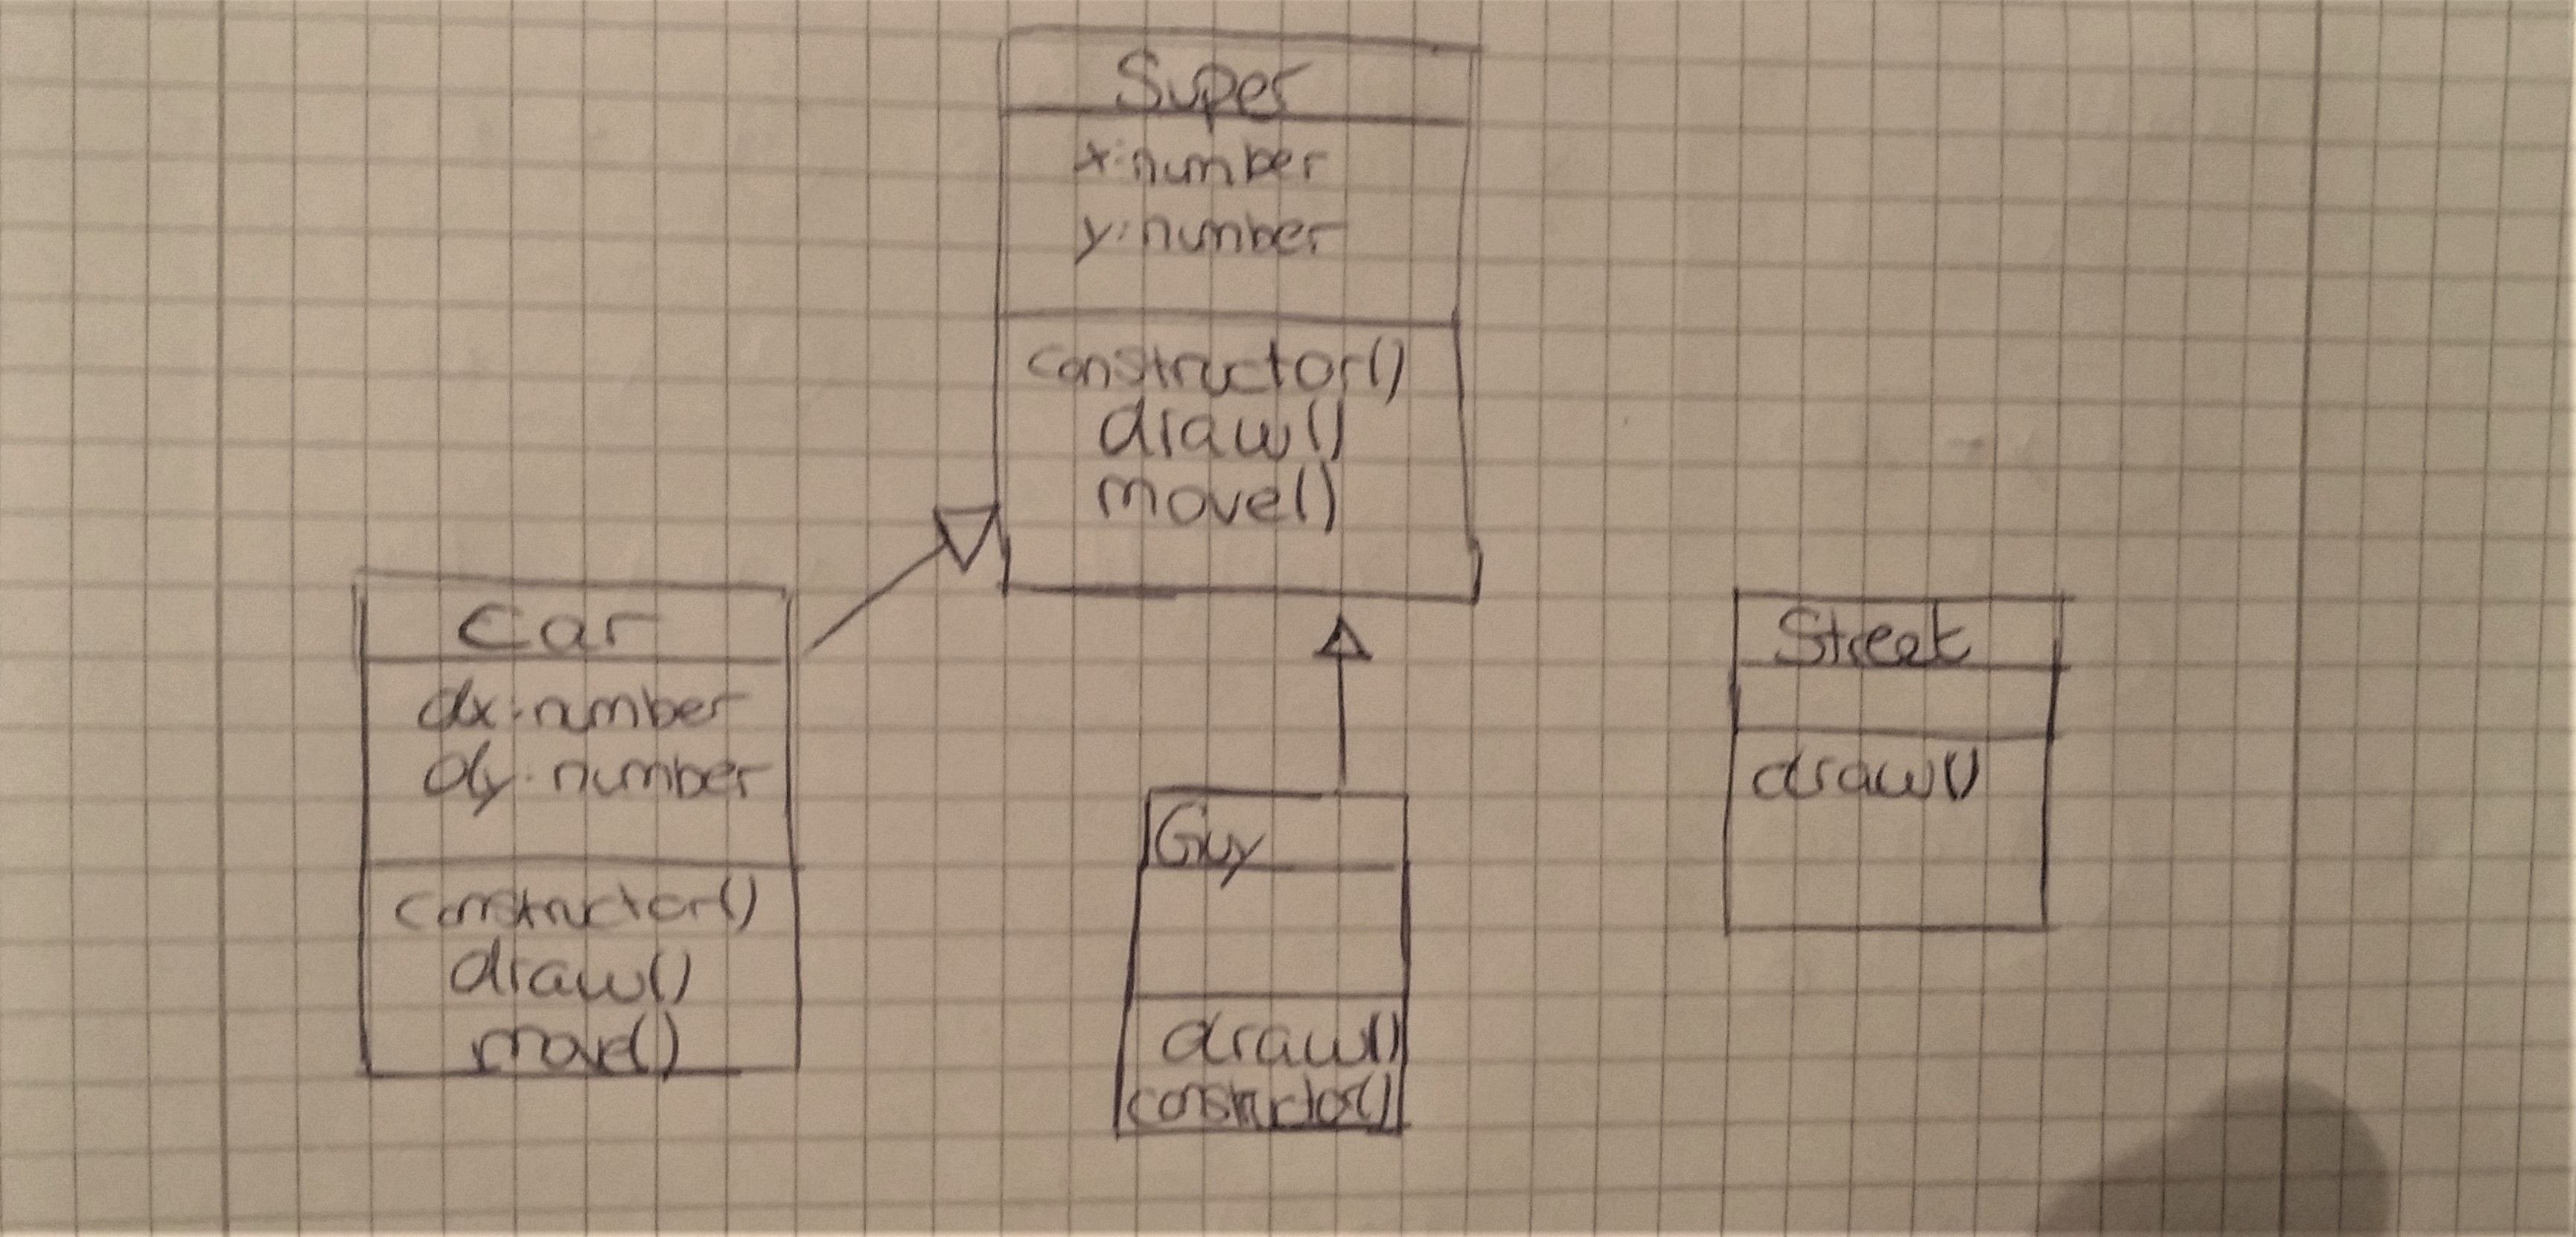 Super
x:number
y:number
constructor()
draw()
move()
Car
dx:number
dy:number
constructor()
draw()
move()
Guy
draw()
constructor()
Street
draw()